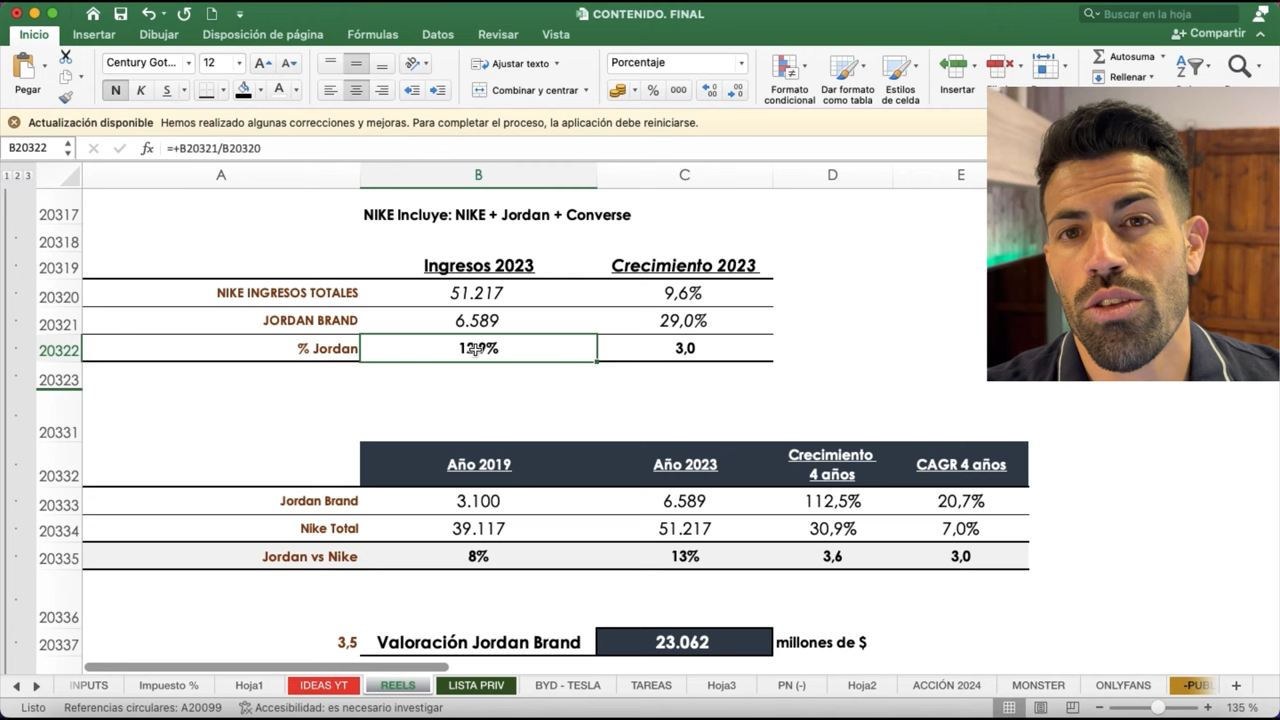 CONTENIDO. FINAL
Buscar en la hoja
Inicio Insertar Dibujar Disposición de página Fórmulas Datos Revisar Vista Compartir
Pegar
Century Got... 12
N K S
Ajustar texto
Combinar y centrar
Porcentaje
% 000
Formato condicional
Dar formato como tabla
Estilos de celda
Insertar
Autosuma
Rellenar
Actualización disponible Hemos realizado algunas correcciones y mejoras. Para completar el proceso, la aplicación debe reiniciarse.
B20322 fx =+B20321/B20320
1 2 3 A B C D E
20317 NIKE Incluye: NIKE + Jordan + Converse
20318
20319 Ingresos 2023 Crecimiento 2023
20320 NIKE INGRESOS TOTALES 51.217 9,6%
20321 JORDAN BRAND 6.589 29,0%
20322 % Jordan 3,0
20323
20331
20332 Año 2019 Año 2023 Crecimiento 4 años CAGR 4 años
20333 Jordan Brand 3.100 6.589 112,5% 20,7%
20334 Nike Total 39.117 51.217 30,9% 7,0%
20335 Jordan vs Nike 8% 13% 3,6 3,0
20336
20337 3,5 Valoración Jordan Brand 23.062 millones de $
INPUTS Impuesto % Hoja1 IDEAS YT REELS LISTA PRIV BYD - TESLA TAREAS Hoja3 PN (-) Hoja2 ACCIÓN 2024 MONSTER ONLYFANS
Listo Referencias circulares: A20099 Accesibilidad: es necesario investigar 135 %